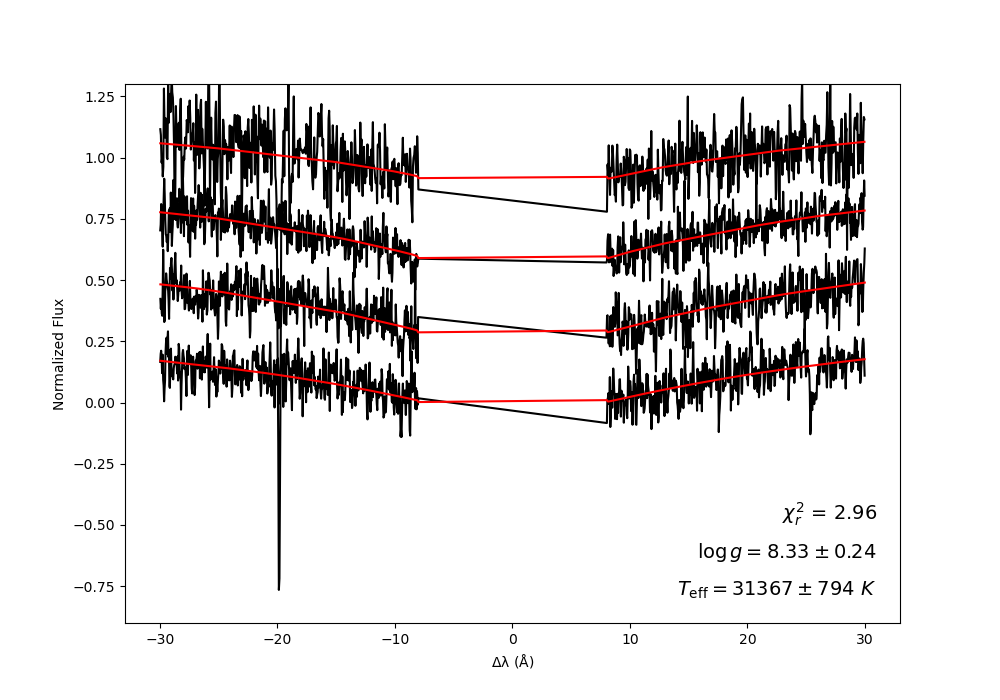 1.25
1.00
0.75
0.50
0.25
0.00
−0.25
−0.50
−0.75
Normalized Flux
χ²ᵣ = 2.96
log g = 8.33 ± 0.24
T_eff = 31367 ± 794 K
−30 −20 −10 0 10 20 30
Δλ (Å)